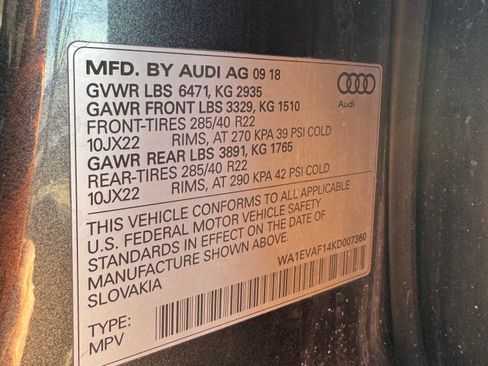 MFD. BY AUDI AG 09 18
GVWR LBS 6471, KG 2935
GAWR FRONT LBS 3329, KG 1510
FRONT-TIRES 285/40 R22
10JX22 RIMS, AT 270 KPA 39 PSI COLD
GAWR REAR LBS 3891, KG 1765
REAR-TIRES 285/40 R22
10JX22 RIMS, AT 290 KPA 42 PSI COLD
Audi
THIS VEHICLE CONFORMS TO ALL APPLICABLE
U.S. FEDERAL MOTOR VEHICLE SAFETY
STANDARDS IN EFFECT ON THE DATE OF
MANUFACTURE SHOWN ABOVE.
SLOVAKIA
WA1EVAF14KD007360
TYPE:
MPV